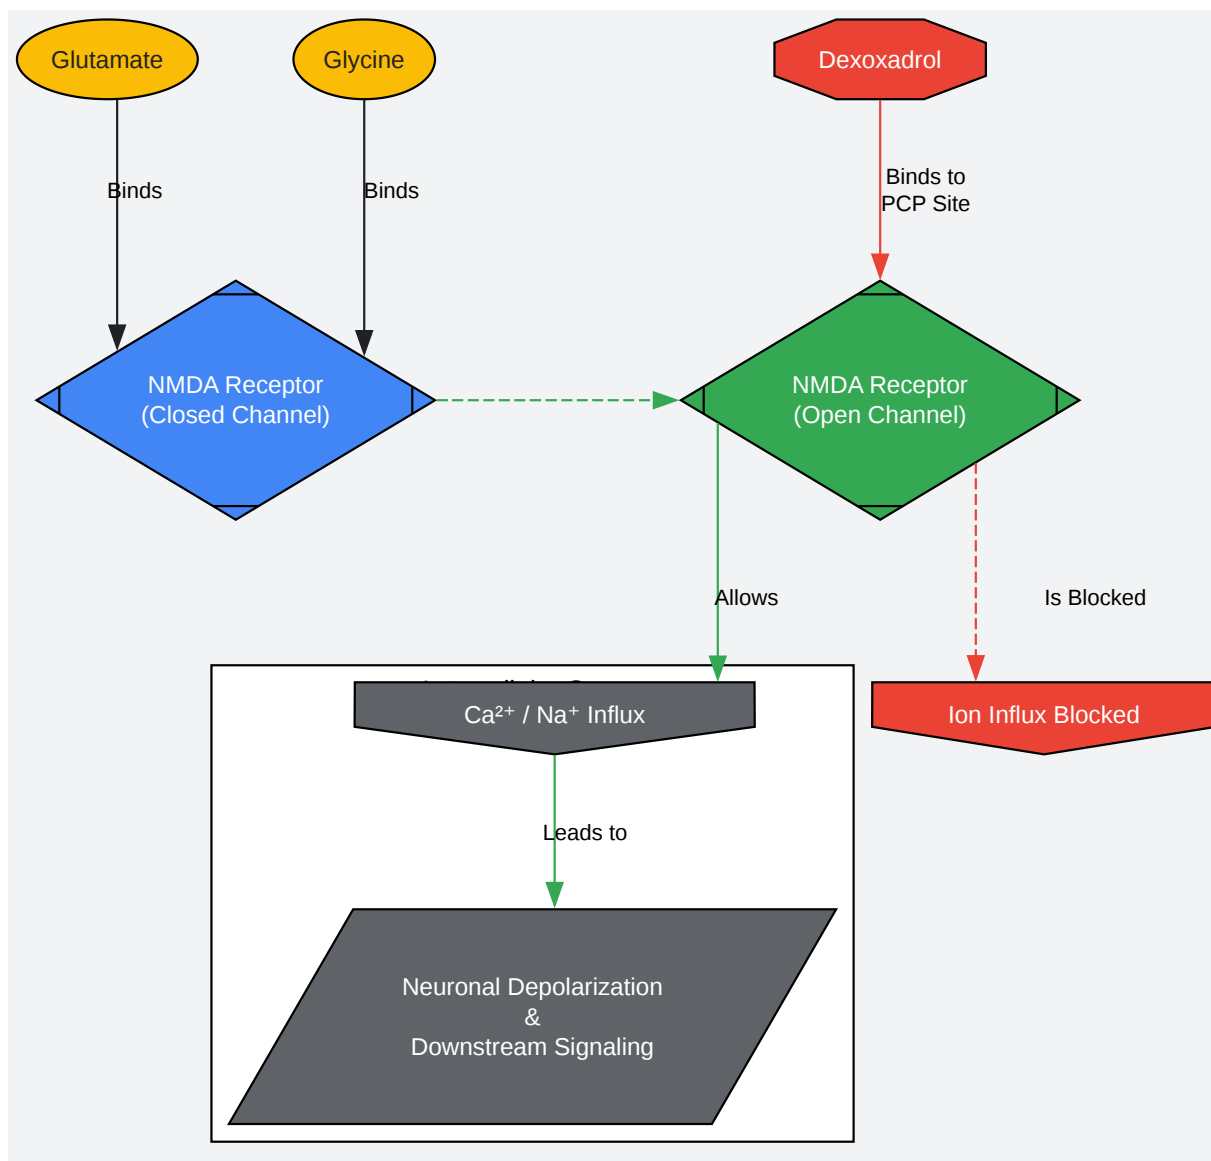 Glutamate
Glycine
Dexoxadrol
Binds
Binds
Binds to
PCP Site
NMDA Receptor
(Closed Channel)
NMDA Receptor
(Open Channel)
Allows
Is Blocked
Ca²⁺ / Na⁺ Influx
Ion Influx Blocked
Leads to
Neuronal Depolarization
&
Downstream Signaling